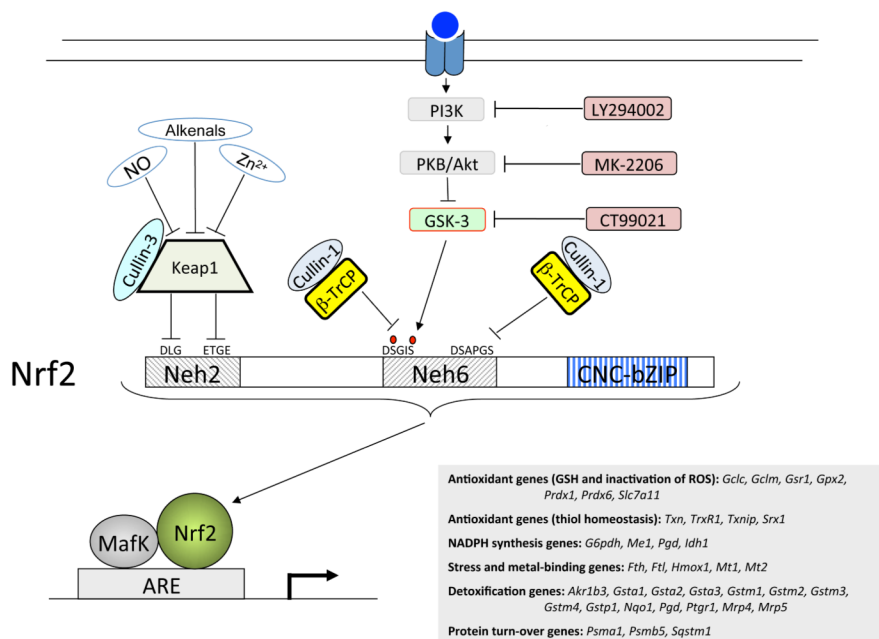 PI3K
LY294002
Alkenals
NO
Zn²⁺
PKB/Akt
MK-2206
GSK-3
CT99021
Cullin-3
Keap1
Cullin-1
β-TrCP
Cullin-1
β-TrCP
DLG
ETGE
DSGIS
DSAPGS
Nrf2
Neh2
Neh6
CNC-bZIP
MafK
Nrf2
ARE
Antioxidant genes (GSH and inactivation of ROS): Gclc, Gclm, Gsr1, Gpx2,
Prdx1, Prdx6, Slc7a11
Antioxidant genes (thiol homeostasis): Txn, TrxR1, Txnip, Srx1
NADPH synthesis genes: G6pdh, Me1, Pgd, Idh1
Stress and metal-binding genes: Fth, Ftl, Hmox1, Mt1, Mt2
Detoxification genes: Akr1b3, Gsta1, Gsta2, Gsta3, Gstm1, Gstm2, Gstm3,
Gstm4, Gstp1, Nqo1, Pgd, Ptgr1, Mrp4, Mrp5
Protein turn-over genes: Psma1, Psmb5, Sqstm1